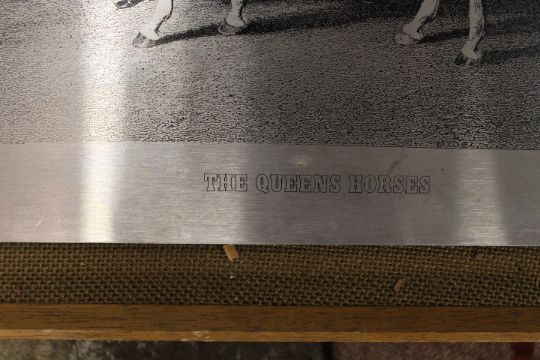 THE QUEENS HORSES